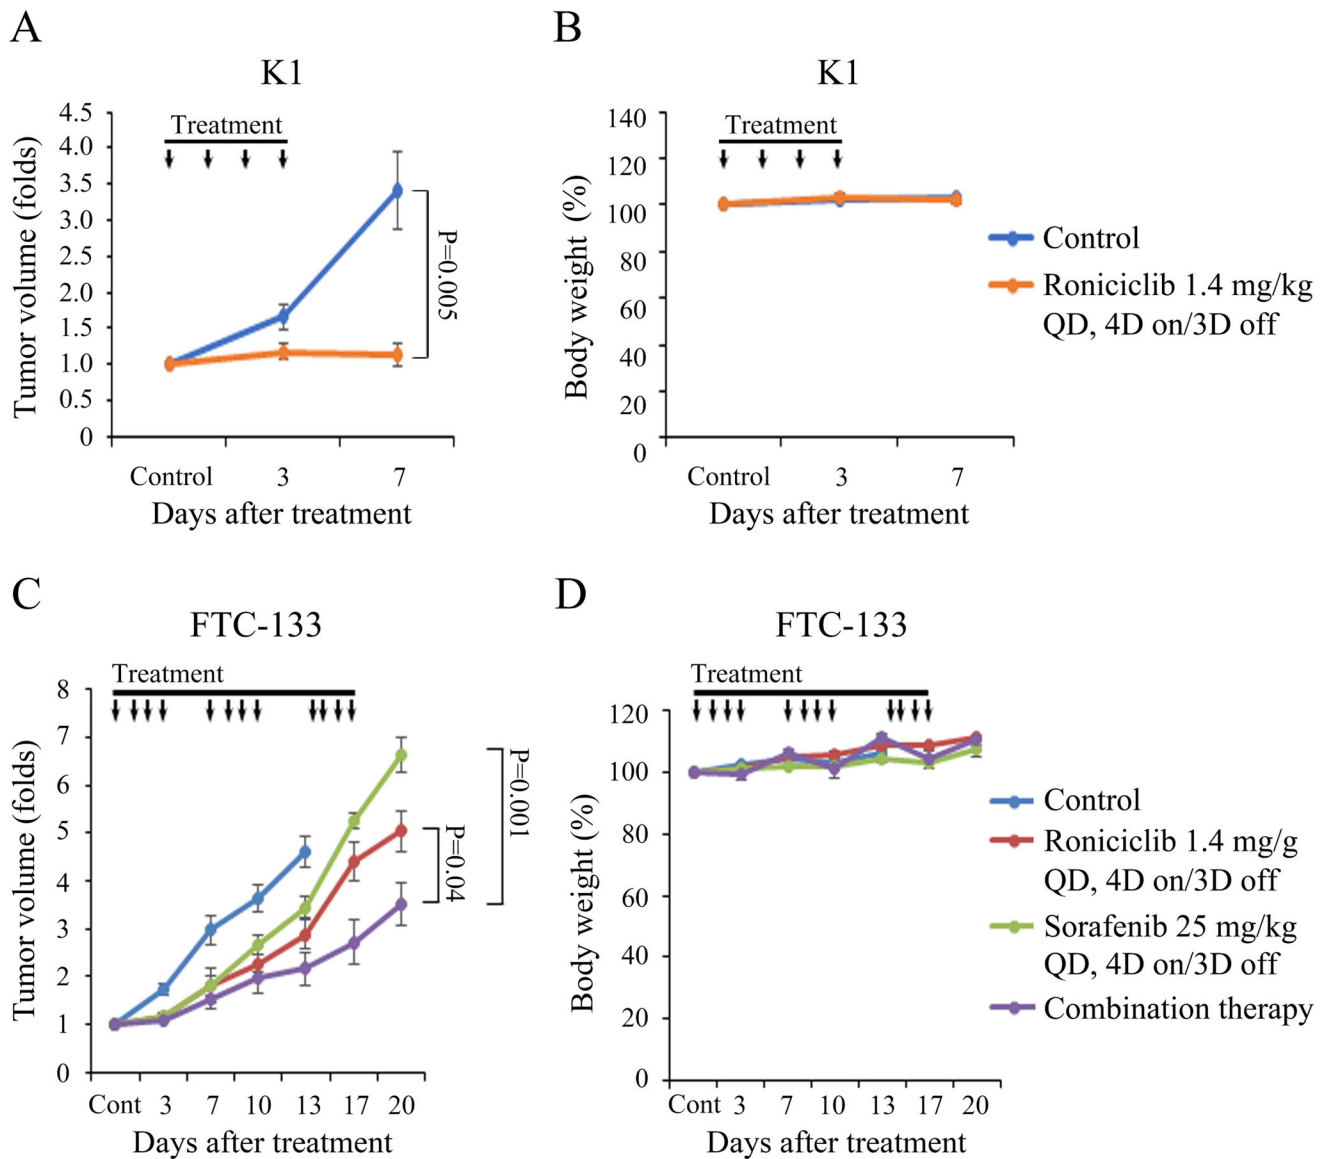 A
K1
Tumor volume (folds)
4.5
4.0
3.5
3.0
2.5
2.0
1.5
1.0
0.5
0
Treatment
P=0.005
Control 3 7
Days after treatment
B
K1
Body weight (%)
140
120
100
80
60
40
20
0
Treatment
Control 3 7
Days after treatment
Control
Roniciclib 1.4 mg/kg
QD, 4D on/3D off
C
FTC-133
Tumor volume (folds)
8
7
6
5
4
3
2
1
0
Treatment
P=0.04
P=0.001
Cont 3 7 10 13 17 20
Days after treatment
D
FTC-133
Body weight (%)
120
100
80
60
40
20
0
Treatment
Cont 3 7 10 13 17 20
Days after treatment
Control
Roniciclib 1.4 mg/g
QD, 4D on/3D off
Sorafenib 25 mg/kg
QD, 4D on/3D off
Combination therapy